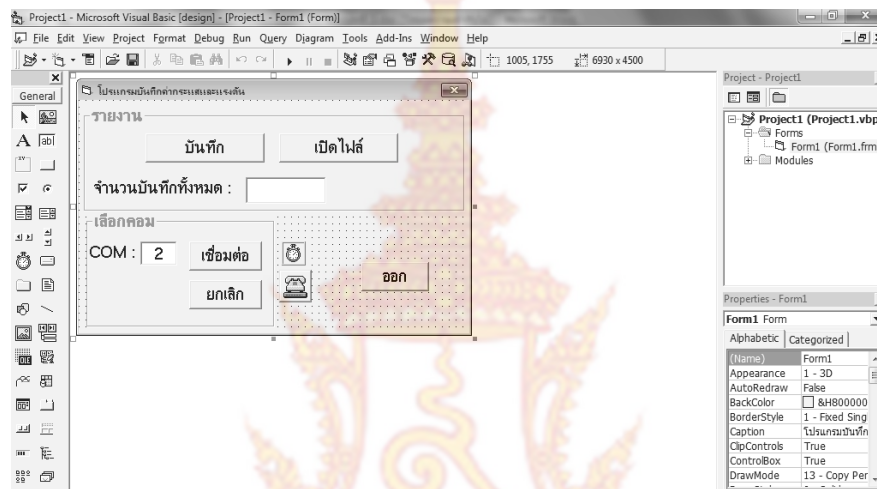 Project1 - Microsoft Visual Basic [design] - [Project1 - Form1 (Form)]
File Edit View Project Format Debug Run Query Diagram Tools Add-Ins Window Help
1005, 1755 6930 x 4500
General
โปรแกรมบันทึกค่ากระแสและแรงดัน
รายงาน
บันทึก เปิดไฟล์
จำนวนบันทึกทั้งหมด :
เลือกคอม
COM : 2 เชื่อมต่อ
ยกเลิก
ออก
Project - Project1
Project1 (Project1.vbp
Forms
Form1 (Form1.frm
Modules
Properties - Form1
Form1 Form
Alphabetic Categorized
(Name) Form1
Appearance 1 - 3D
AutoRedraw False
BackColor &H800000
BorderStyle 1 - Fixed Sing
Caption โปรแกรมบันทึก
ClipControls True
ControlBox True
DrawMode 13 - Copy Per